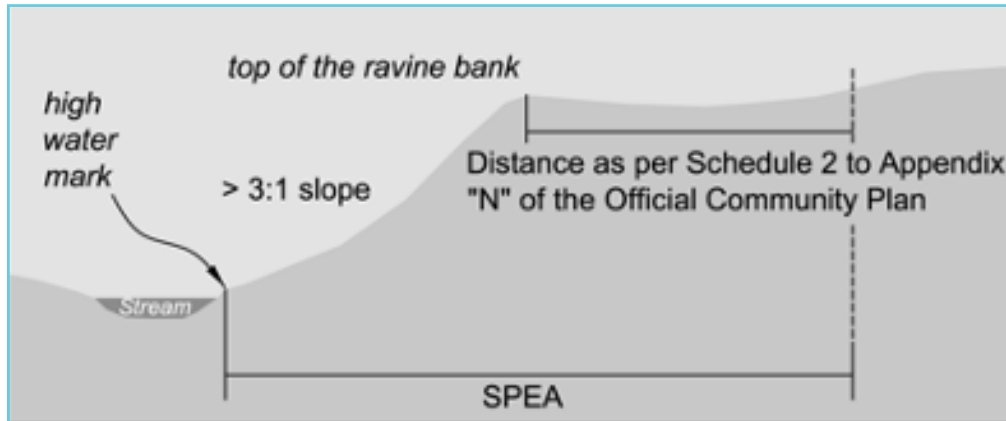 top of the ravine bank
high
water
mark
> 3:1 slope
Distance as per Schedule 2 to Appendix
"N" of the Official Community Plan
Stream
SPEA